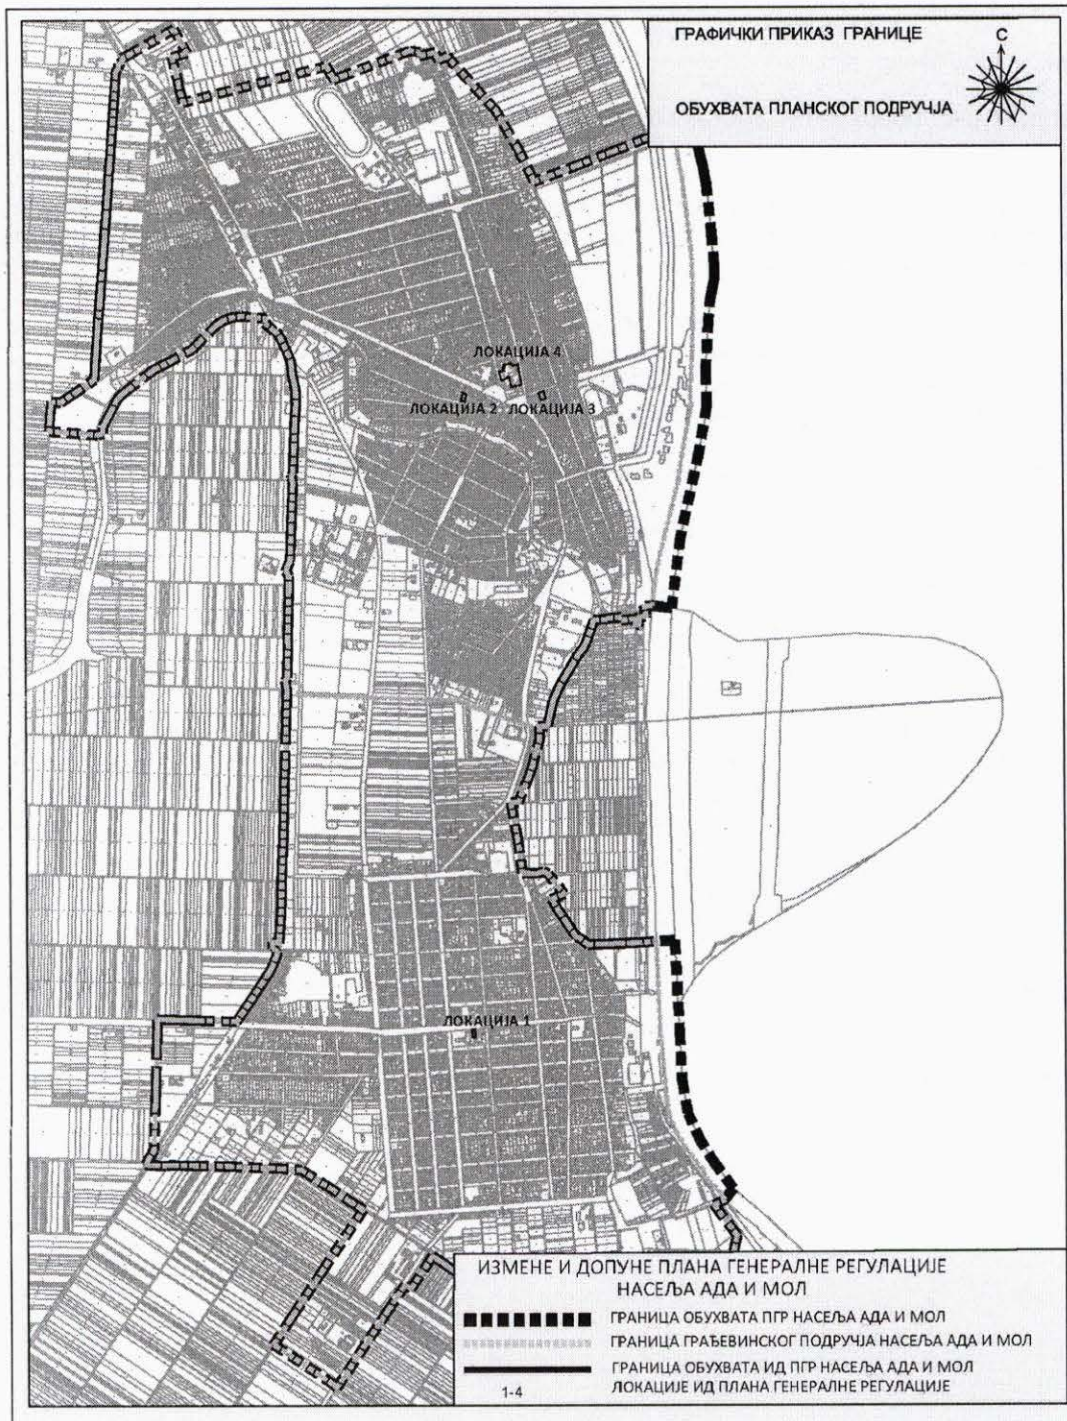 ГРАФИЧКИ ПРИКАЗ ГРАНИЦЕ
С
ОБУХВАТА ПЛАНСКОГ ПОДРУЧЈА
ЛОКАЦИЈА 4
ЛОКАЦИЈА 2 ЛОКАЦИЈА 3
ЛОКАЦИЈА 1
ИЗМЕНЕ И ДОПУНЕ ПЛАНА ГЕНЕРАЛНЕ РЕГУЛАЦИЈЕ
НАСЕЉА АДА И МОЛ
ГРАНИЦА ОБУХВАТА ПГР НАСЕЉА АДА И МОЛ
ГРАНИЦА ГРАЂЕВИНСКОГ ПОДРУЧЈА НАСЕЉА АДА И МОЛ
ГРАНИЦА ОБУХВАТА ИД ПГР НАСЕЉА АДА И МОЛ
1-4 ЛОКАЦИЈЕ ИД ПЛАНА ГЕНЕРАЛНЕ РЕГУЛАЦИЈЕ